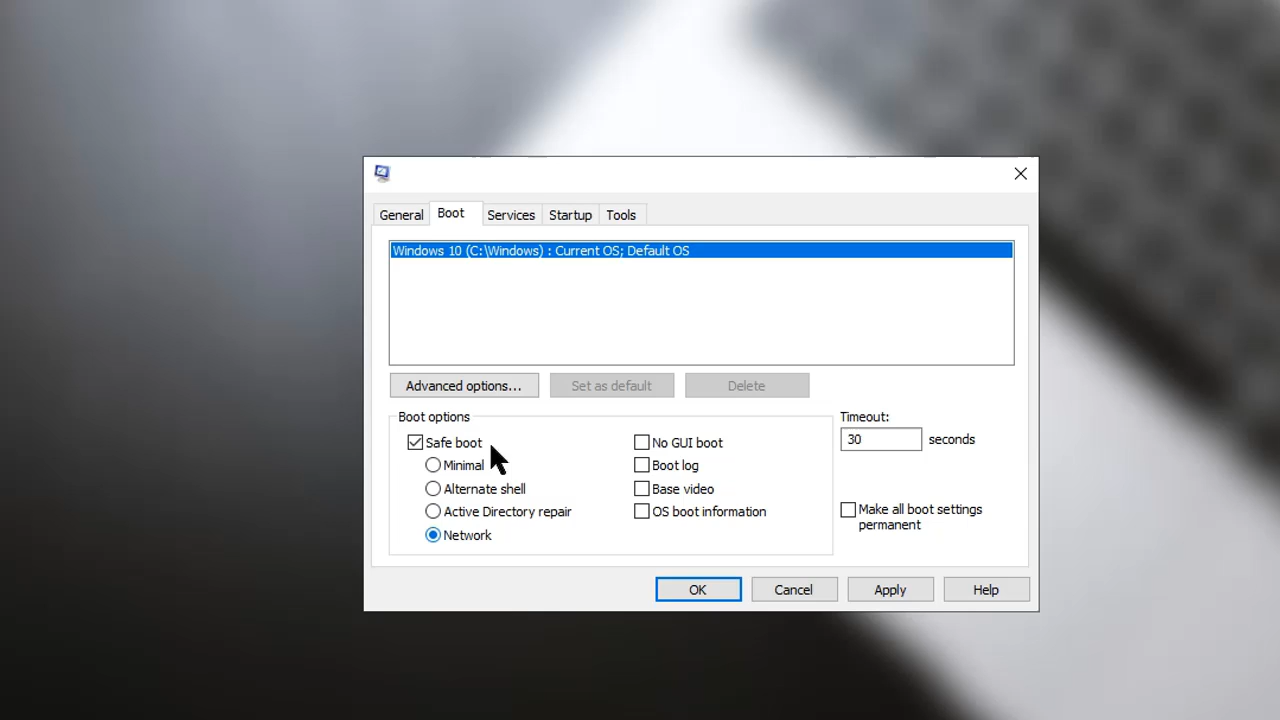 General Boot Services Startup Tools
Windows 10 (C:\Windows) : Current OS; Default OS
Advanced options... Set as default Delete
Boot options
Safe boot
Minimal
Alternate shell
Active Directory repair
Network
No GUI boot
Boot log
Base video
OS boot information
Timeout:
30 seconds
Make all boot settings
permanent
OK Cancel Apply Help